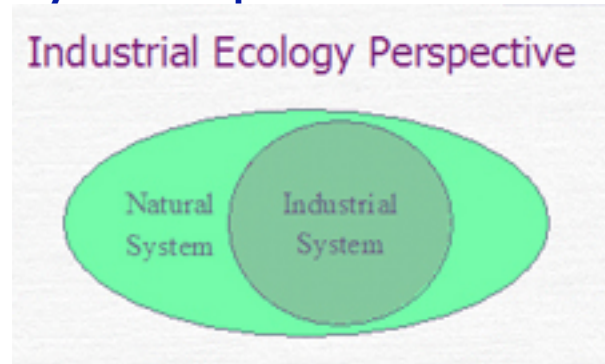 Industrial Ecology Perspective
Natural
System
Industrial
System